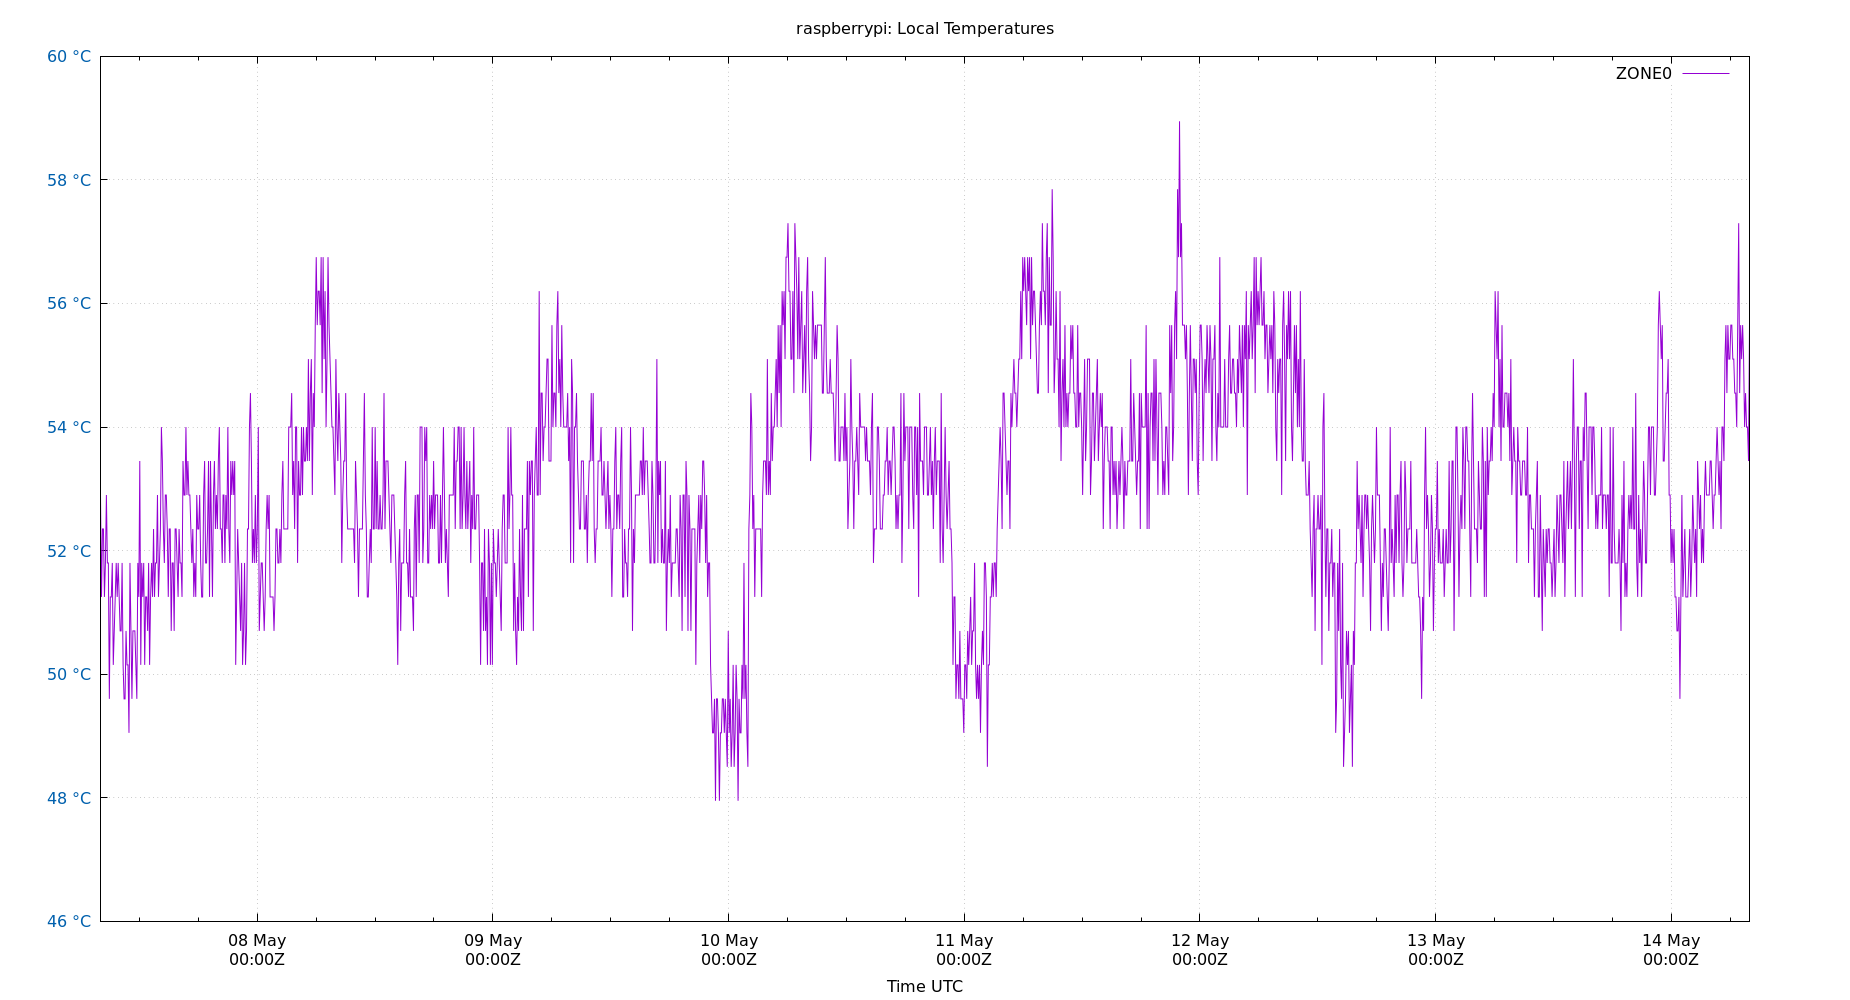 raspberrypi: Local Temperatures
60 °C
ZONE0
58 °C
56 °C
54 °C
52 °C
50 °C
48 °C
46 °C
08 May 09 May 10 May 11 May 12 May 13 May 14 May
00:00Z 00:00Z 00:00Z 00:00Z 00:00Z 00:00Z 00:00Z
Time UTC